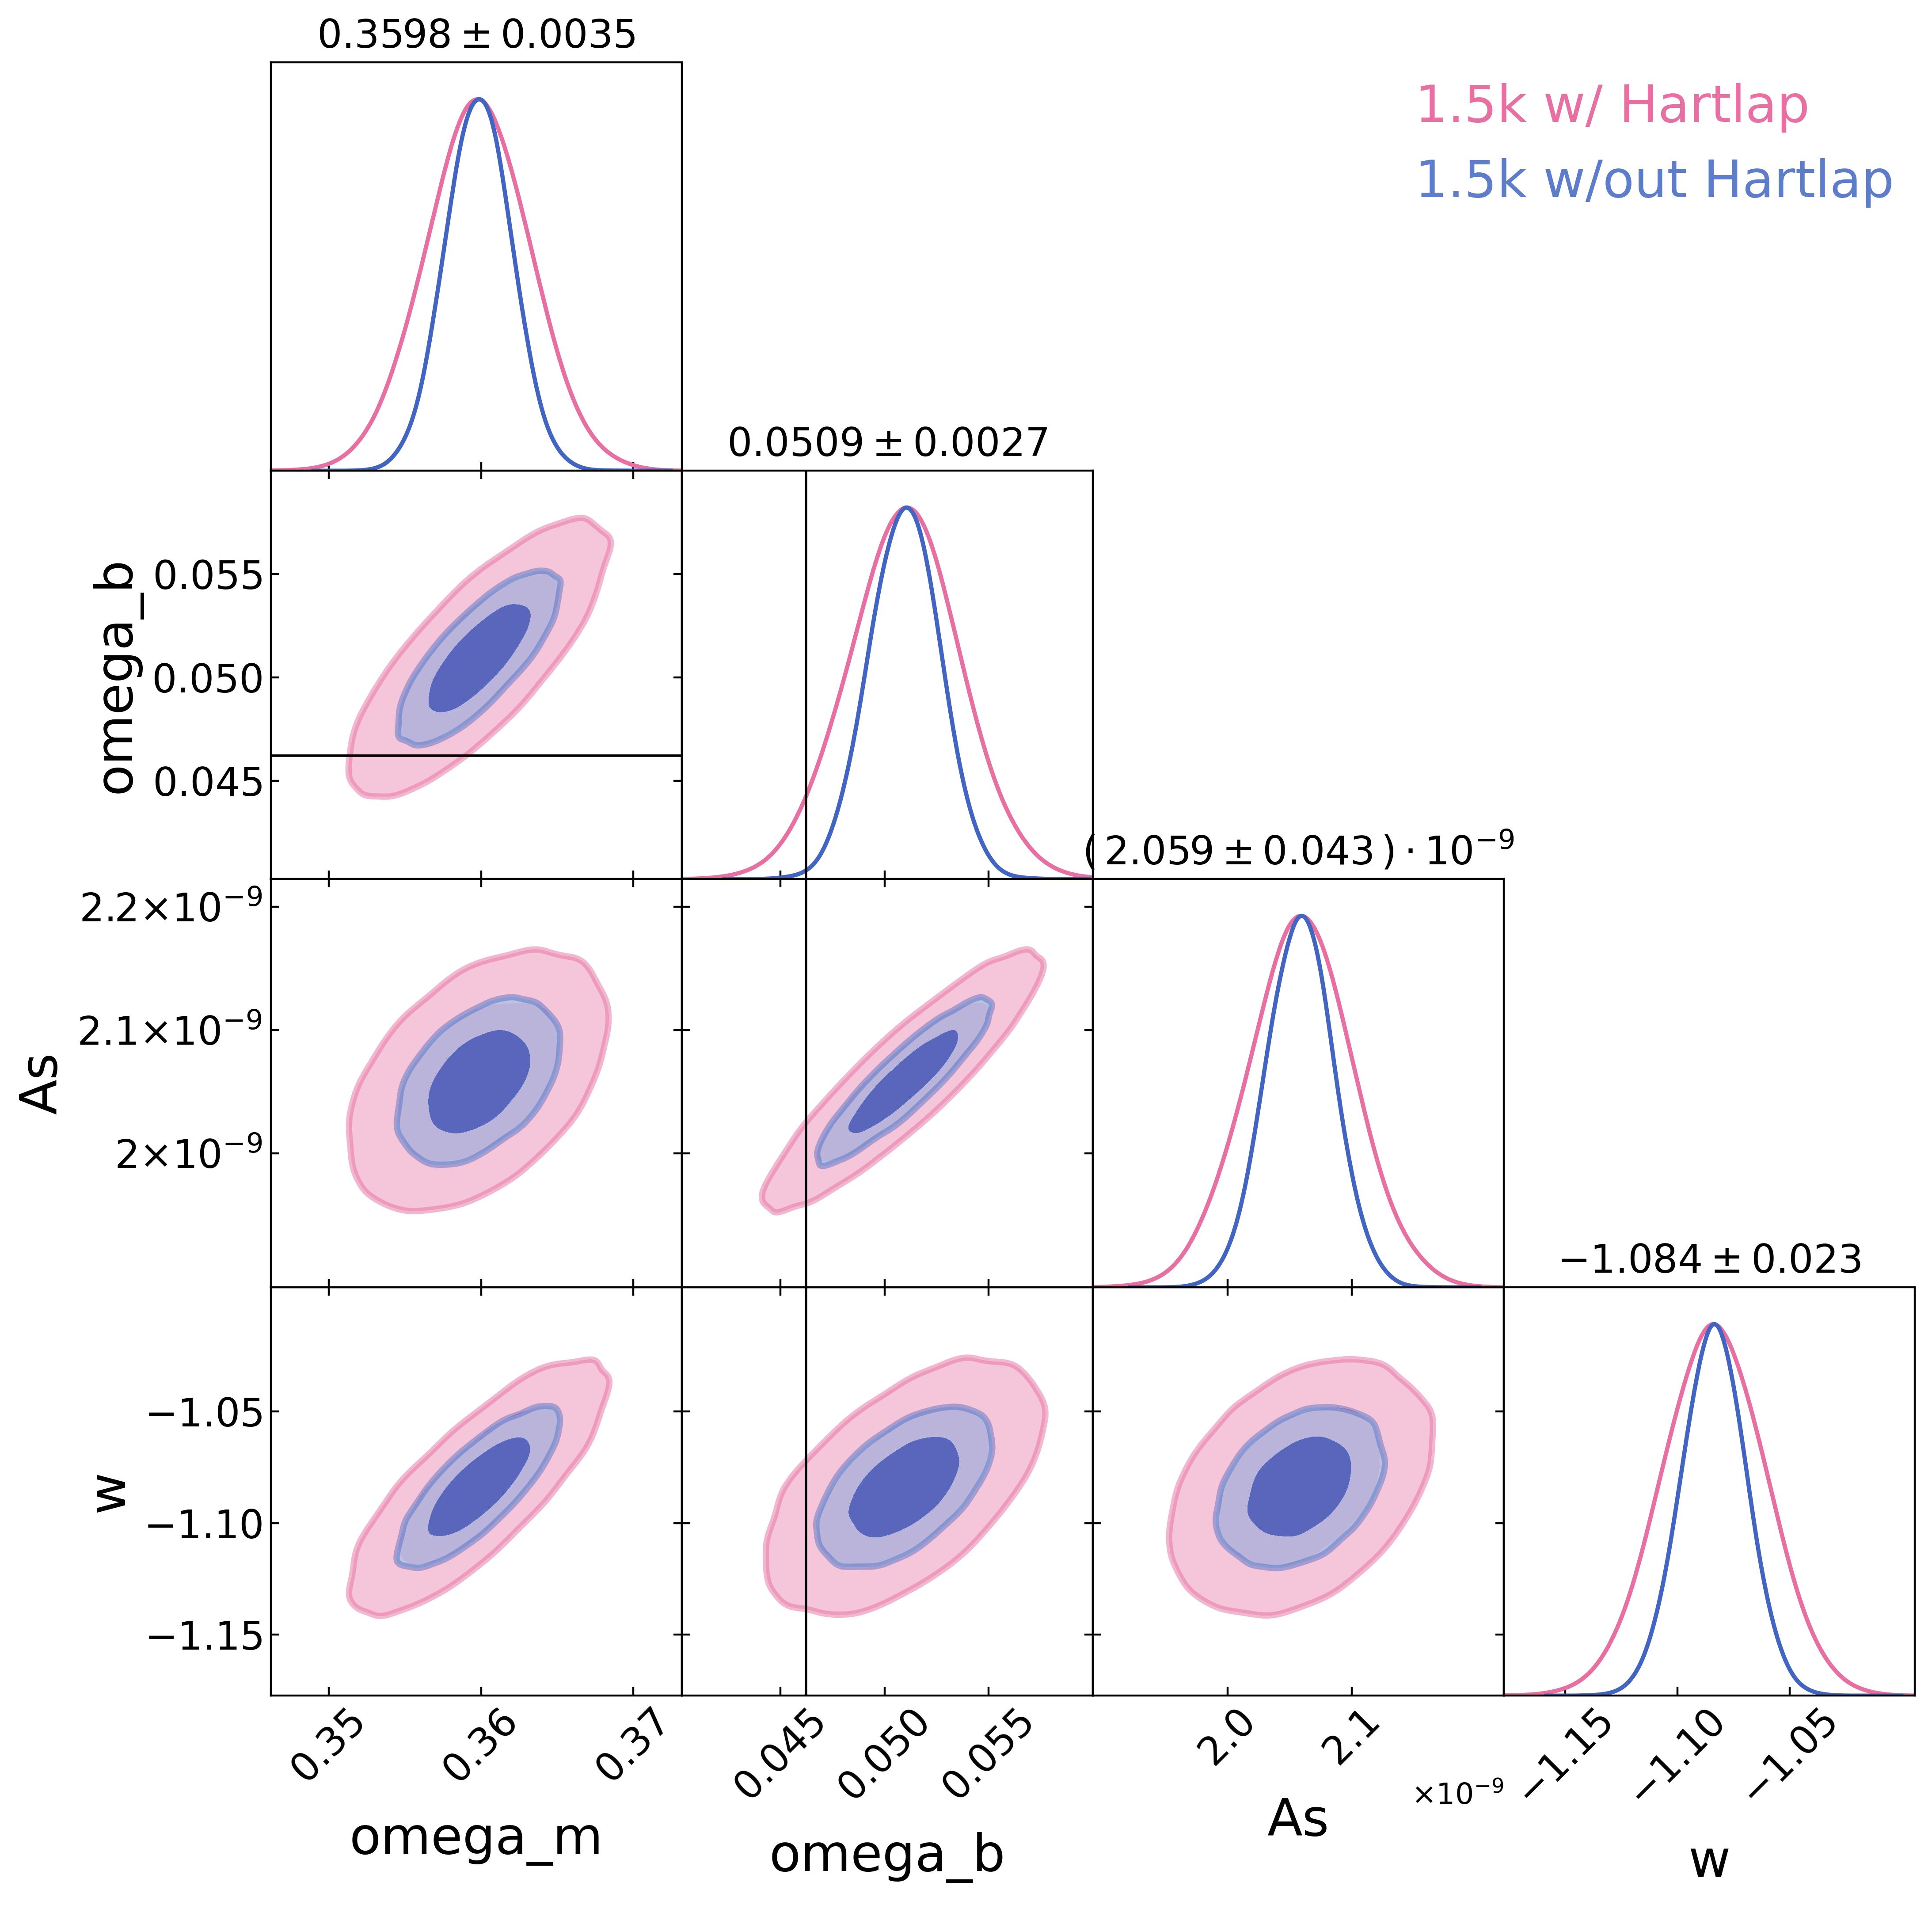 0.3598 ± 0.0035
1.5k w/ Hartlap
1.5k w/out Hartlap
0.0509 ± 0.0027
omega_b
0.055
0.050
0.045
(2.059 ± 0.043) · 10⁻⁹
As
2.2×10⁻⁹
2.1×10⁻⁹
2×10⁻⁹
−1.084 ± 0.023
w
−1.05
−1.10
−1.15
0.35 0.36 0.37
0.045 0.050 0.055
2.0 2.1
×10⁻⁹
−1.15 −1.10 −1.05
omega_m
omega_b
As
w